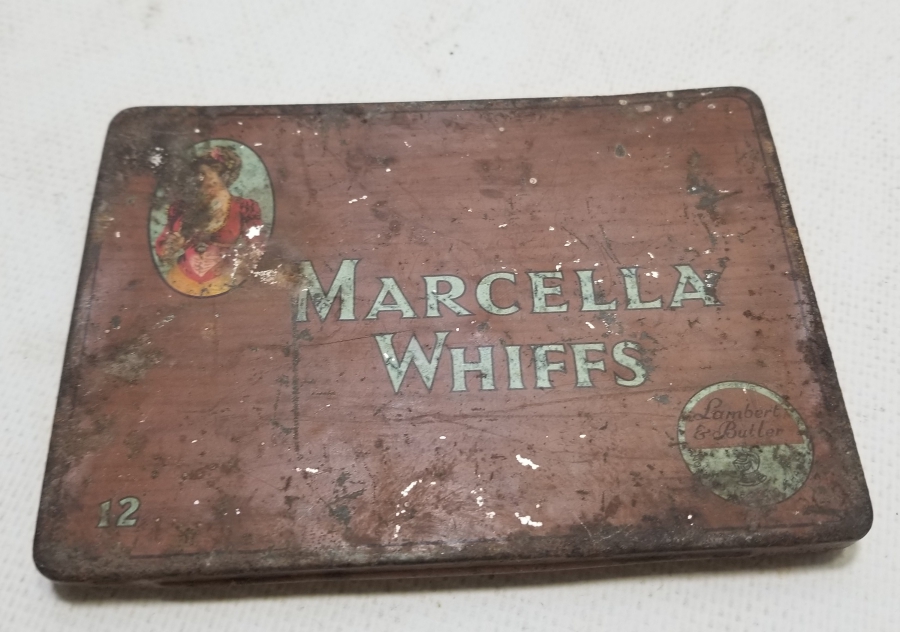 MARCELLA
WHIFFS
Lambert
& Butler
12